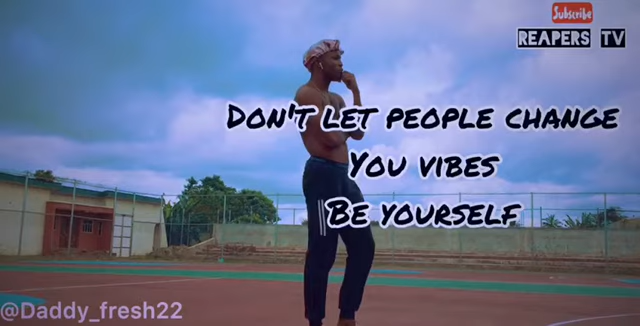 Subscribe
REAPERS TV
DON'T LET PEOPLE CHANGE
YOU VIBES
BE YOURSELF
@Daddy_fresh22